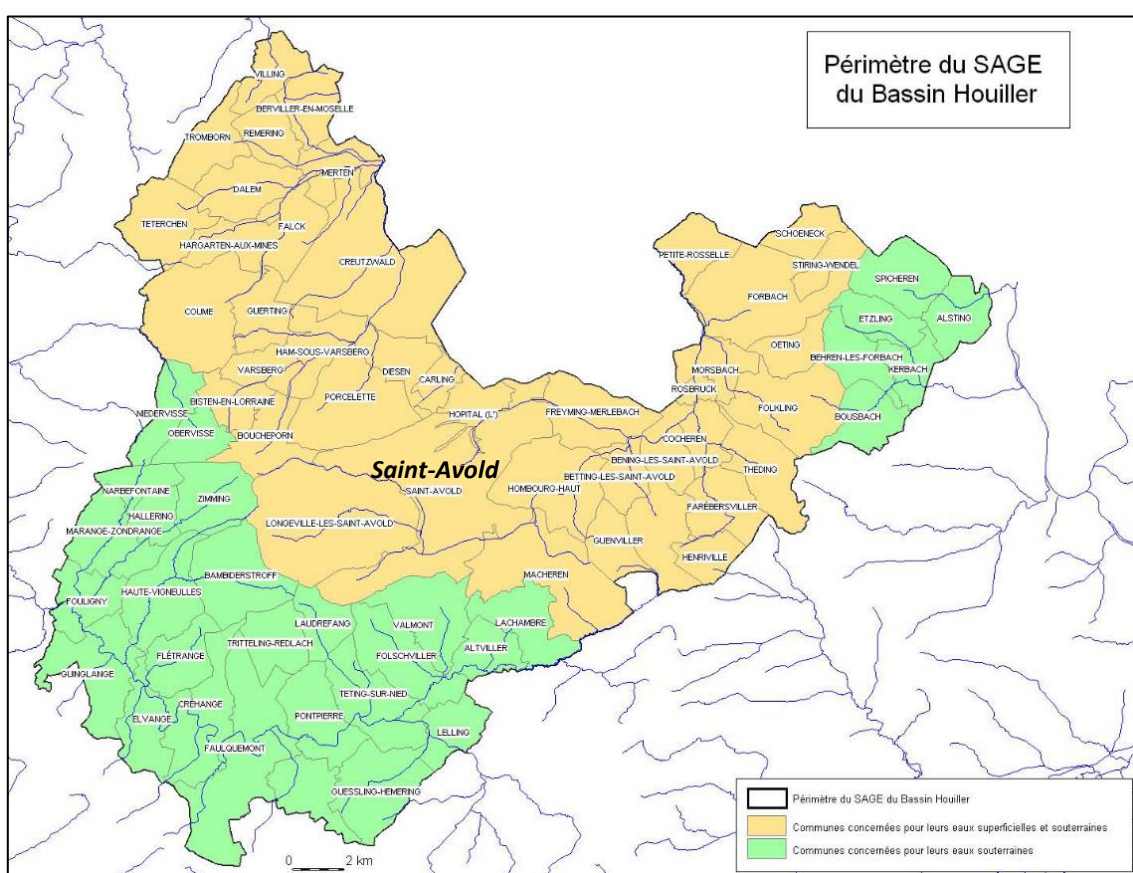 Périmètre du SAGE
du Bassin Houiller
VILLING
BERVILLER-EN-MOSELLE
REMERING
TROMBORN
MERTEN
DALEM
TETERCHEN
FALCK
HARGARTEN-AUX-MINES
CREUTZWALD
COUME
GUERTING
HAM-SOUS-VARSBERG
VARSBERG
DIESEN
CARLING
BISTEN-EN-LORRAINE
PORCELETTE
NIEDERVISSE
OBERVISSE
BOUCHEPORN
HOPITAL (L')
FREYMING-MERLEBACH
SCHOENECK
PETITE-ROSSELLE
STIRING-WENDEL
SPICHEREN
FORBACH
ETZLING
ALSTING
OETING
BEHREN-LES-FORBACH
KERBACH
MORSBACH
ROSBRUCK
FOLKLING
BOUSBACH
COCHEREN
BENING-LES-SAINT-AVOLD
THEDING
BETTING-LES-SAINT-AVOLD
Saint-Avold
SAINT-AVOLD
HOMBOURG-HAUT
FARÉBERSVILLER
NARBEFONTAINE
ZIMMING
HALLERING
MARANGE-ZONDRANGE
LONGEVILLE-LES-SAINT-AVOLD
GUENVILLER
HENRIVILLE
BAMBIDERSTROFF
MACHEREN
HAUTE-VIGNEULLES
FOULIGNY
LAUDREFANG
VALMONT
LACHAMBRE
TRITTELING-REDLACH
FLÉTRANGE
FOLSCHVILLER
ALTVILLER
GUINGLANGE
TETING-SUR-NIED
CRÉHANGE
ELVANGE
PONTPIERRE
LELLING
FAULQUEMONT
GUESSLING-HEMERING
0 2 km
Périmètre du SAGE du Bassin Houiller
Communes concernées pour leurs eaux superficielles et souterraines
Communes concernées pour leurs eaux souterraines